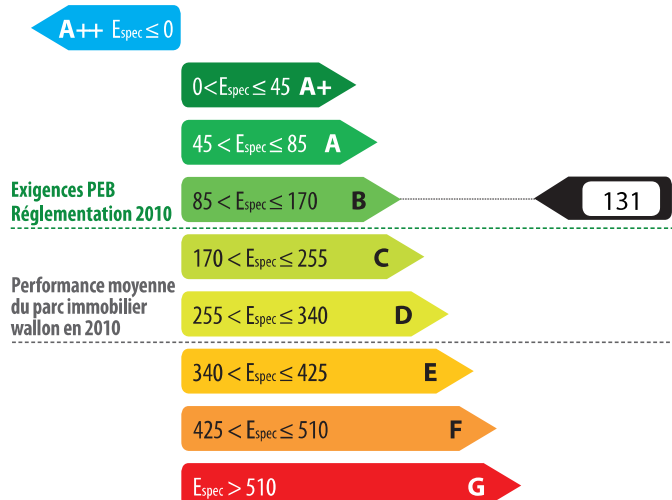 A++ Espec ≤ 0
0 < Espec ≤ 45 A+
45 < Espec ≤ 85 A
Exigences PEB
Réglementation 2010
85 < Espec ≤ 170 B
131
170 < Espec ≤ 255 C
Performance moyenne
du parc immobilier
wallon en 2010
255 < Espec ≤ 340 D
340 < Espec ≤ 425 E
425 < Espec ≤ 510 F
Espec > 510 G